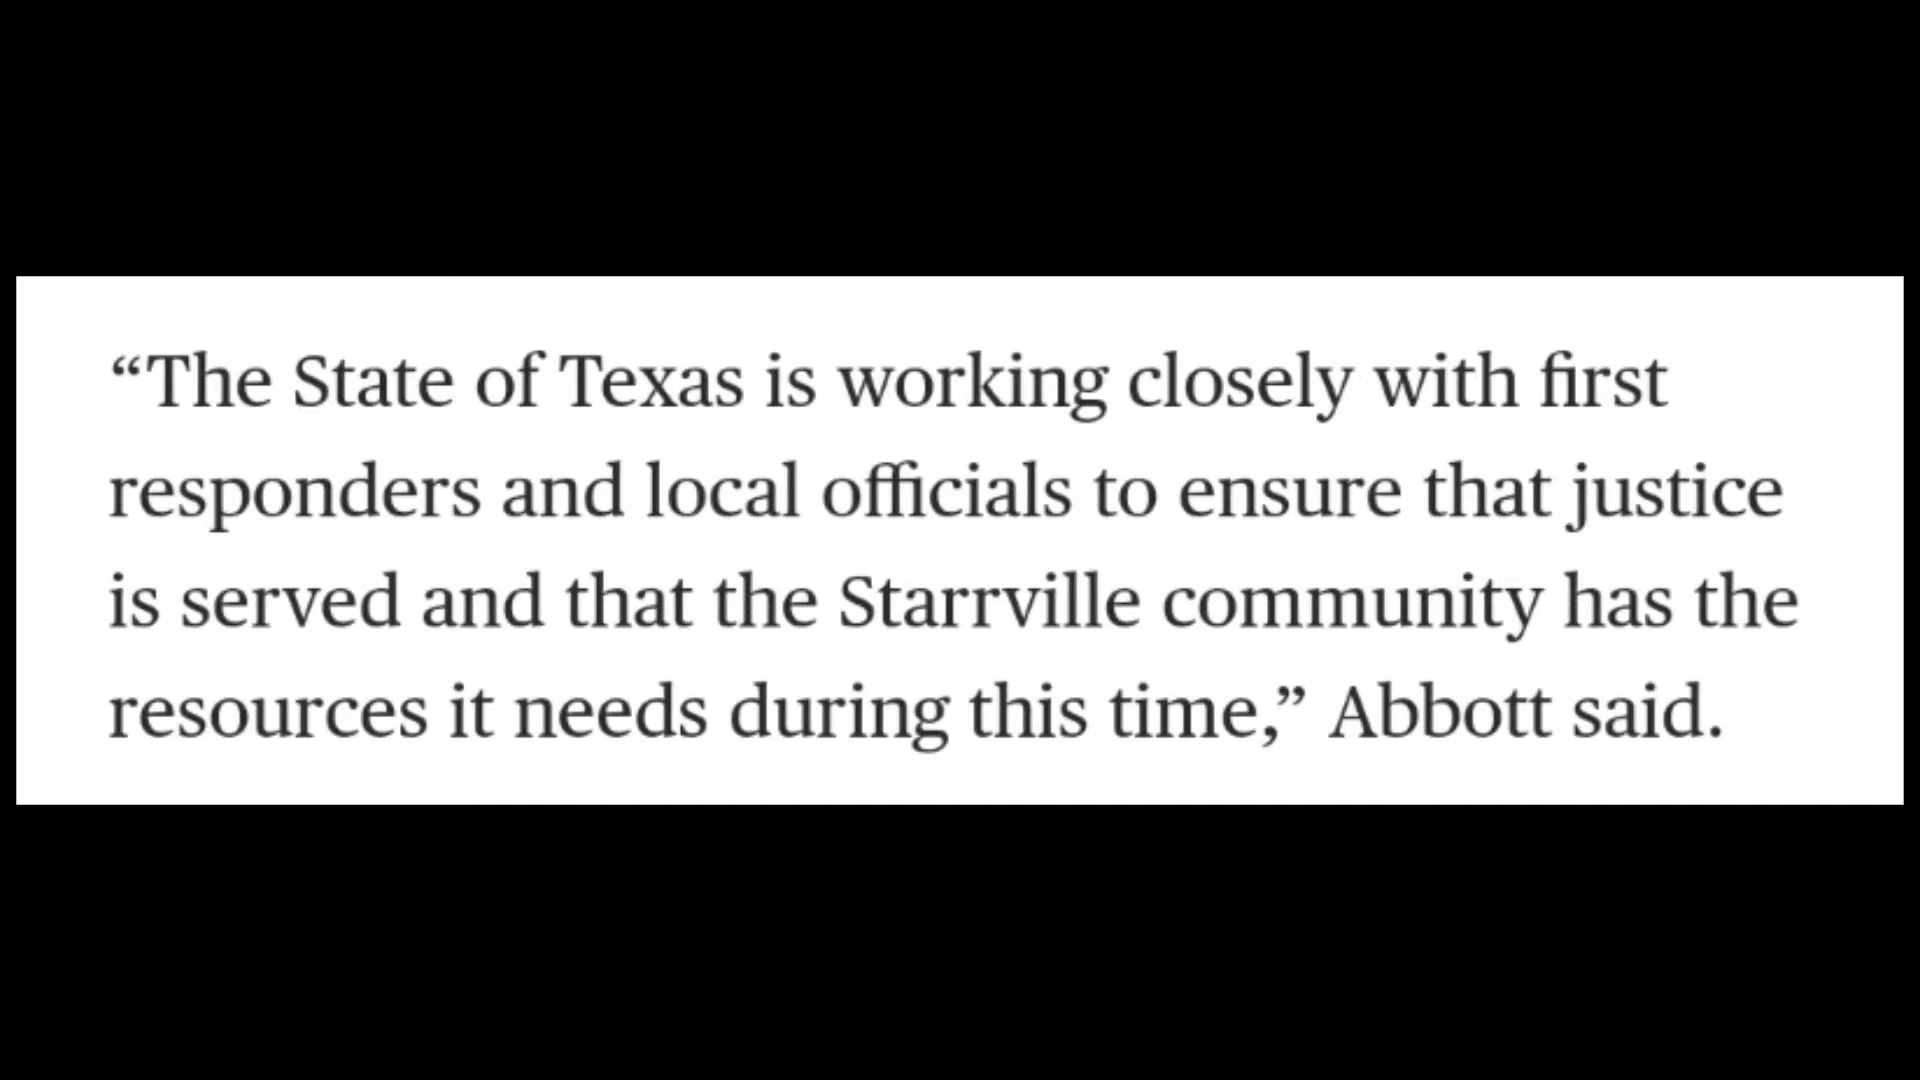 “The State of Texas is working closely with first
responders and local officials to ensure that justice
is served and that the Starrville community has the
resources it needs during this time,” Abbott said.